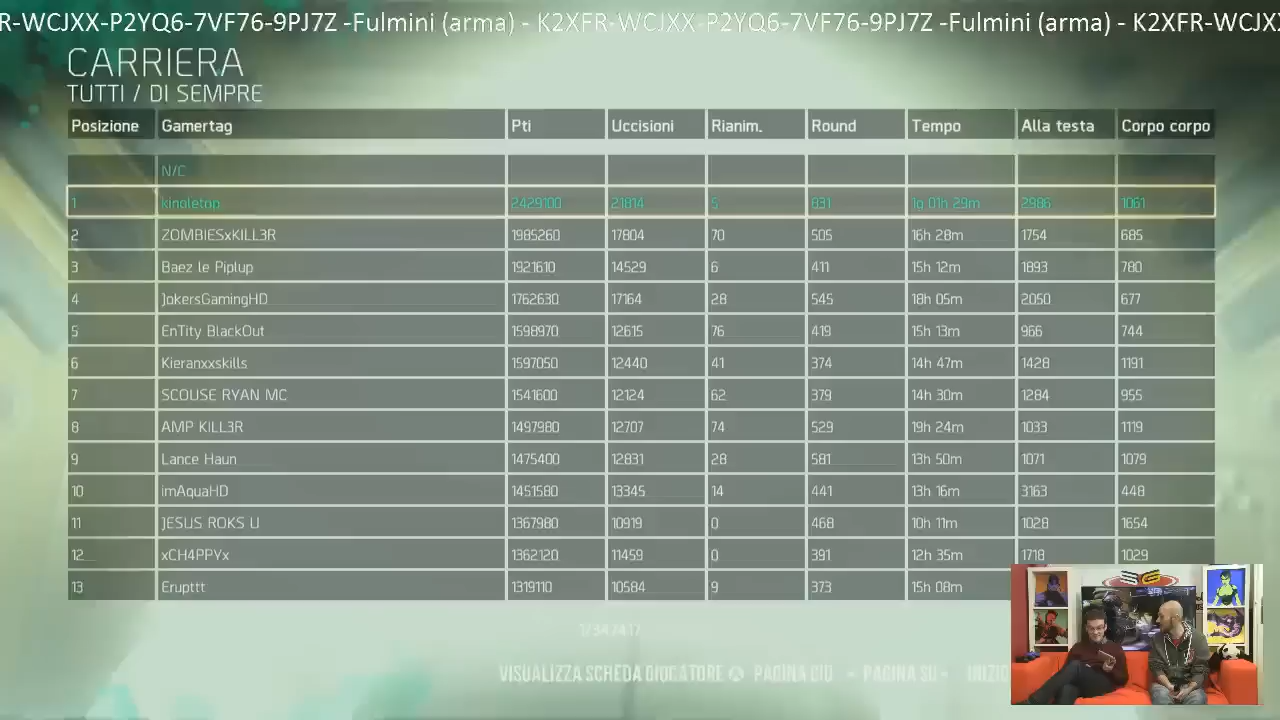 R-WCJXX-P2YQ6-7VF76-9PJ7Z -Fulmini (arma) - K2XFR-WCJXX-P2YQ6-7VF76-9PJ7Z -Fulmini (arma) - K2XFR-WCJX
CARRIERA
TUTTI / DI SEMPRE
Posizione Gamertag Pti Uccisioni Rianim. Round Tempo Alla testa Corpo corpo
N/C
1 kingletop 2429100 21814 5 831 1g 01h 29m 2986 1061
2 ZOMBIESxKILL3R 1985260 17804 70 505 16h 28m 1754 685
3 Baez le Piplup 1921610 14529 6 411 15h 12m 1893 780
4 JokersGamingHD 1762630 17164 28 545 18h 05m 2050 677
5 EnTity BlackOut 1598970 12615 76 419 15h 13m 966 744
6 Kieranxxskills 1597050 12440 41 374 14h 47m 1428 1191
7 SCOUSE RYAN MC 1541600 12124 62 379 14h 30m 1284 955
8 AMP KILL3R 1497980 12707 74 529 19h 24m 1033 1119
9 Lance Haun 1475400 12831 28 581 13h 50m 1071 1079
10 imAquaHD 1451580 13345 14 441 13h 16m 3163 448
11 JESUS ROKS U 1367980 10919 0 468 10h 11m 1028 1654
12 xCH4PPYx 1362120 11459 0 391 12h 35m 1718 1029
13 Erupttt 1319110 10584 9 373 15h 08m
1/347417
VISUALIZZA SCHEDA GIOCATORE PAGINA GIÙ PAGINA SU INIZIO
3G